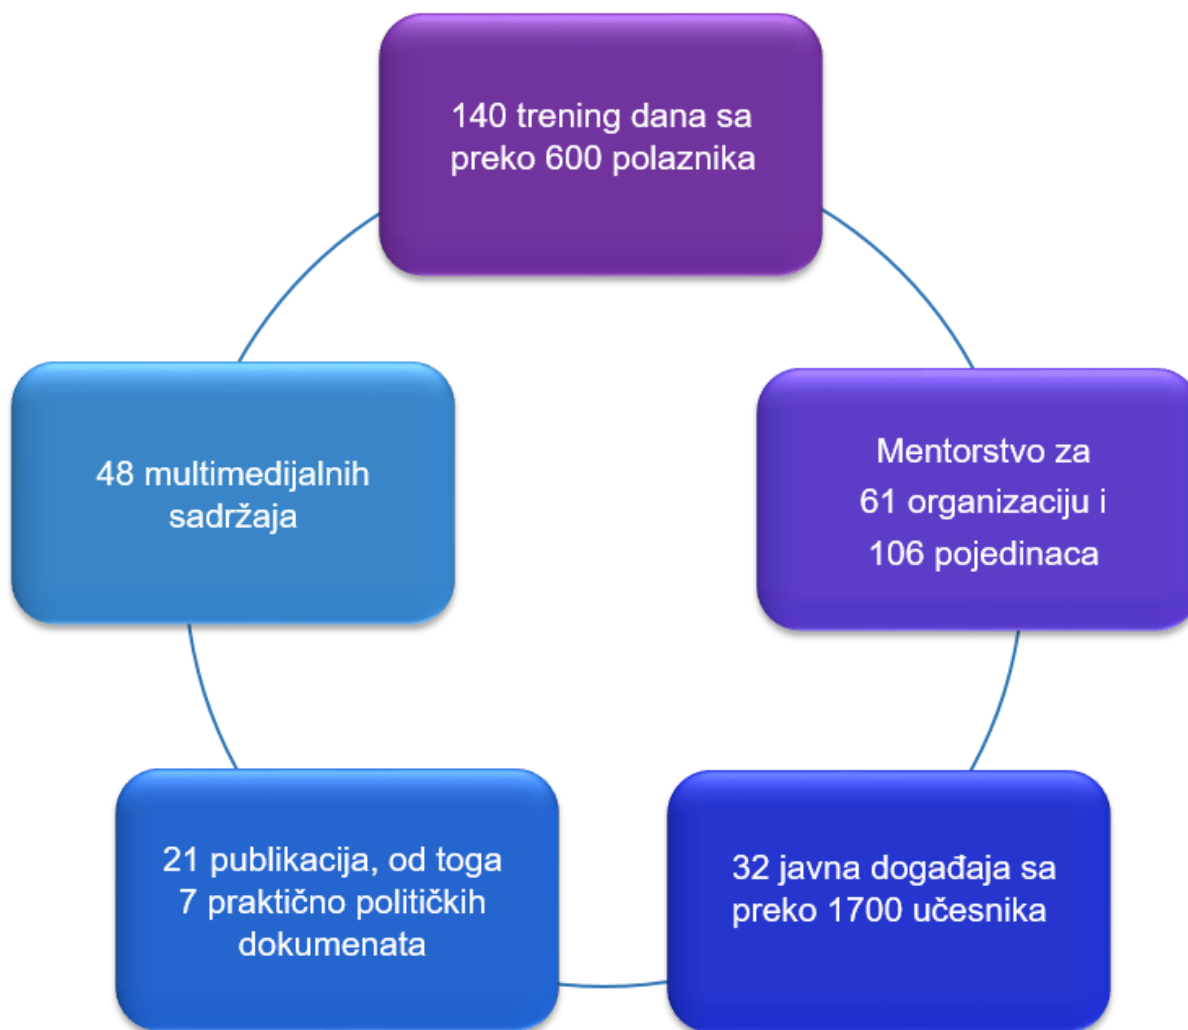 140 trening dana sa
preko 600 polaznika
Mentorstvo za
61 organizaciju i
106 pojedinaca
32 javna događaja sa
preko 1700 učesnika
21 publikacija, od toga
7 praktično političkih
dokumenata
48 multimedijalnih
sadržaja